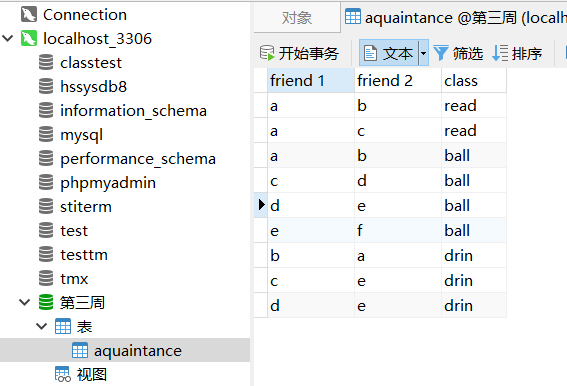 Connection
localhost_3306
classtest
hssysdb8
information_schema
mysql
performance_schema
phpmyadmin
stiterm
test
testtm
tmx
第三周
表
aquaintance
视图
对象
aquaintance @第三周 (localh
开始事务 文本 筛选 排序
friend 1 friend 2 class
a b read
a c read
a b ball
c d ball
d e ball
e f ball
b a drin
c e drin
d e drin